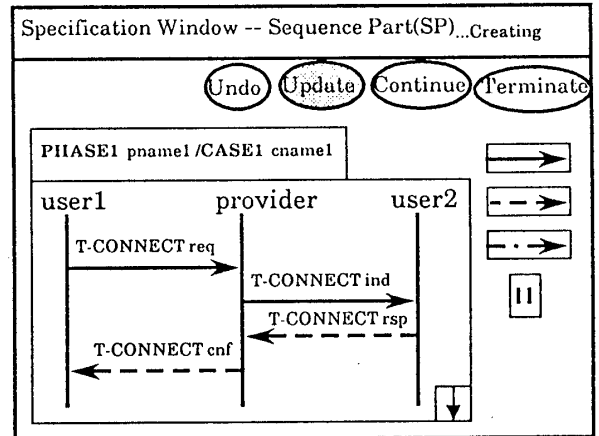 Specification Window -- Sequence Part(SP)...Creating
Undo Update Continue Terminate
PHASE1 pname1 /CASE1 cname1
user1 provider user2
T-CONNECT req
T-CONNECT ind
T-CONNECT rsp
T-CONNECT cnf